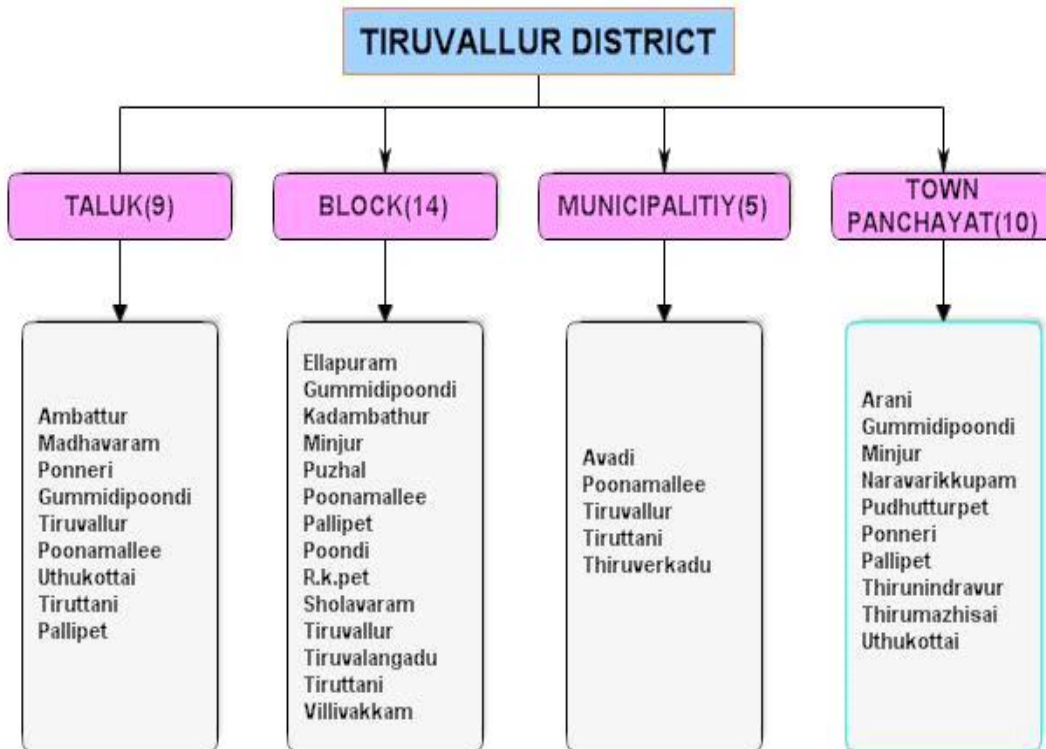 TIRUVALLUR DISTRICT
TALUK(9)
BLOCK(14)
MUNICIPALITIY(5)
TOWN
PANCHAYAT(10)
Ambattur
Madhavaram
Ponneri
Gummidipoondi
Tiruvallur
Poonamallee
Uthukottai
Tiruttani
Pallipet
Ellapuram
Gummidipoondi
Kadambathur
Minjur
Puzhal
Poonamallee
Pallipet
Poondi
R.k.pet
Sholavaram
Tiruvallur
Tiruvalangadu
Tiruttani
Villivakkam
Avadi
Poonamallee
Tiruvallur
Tiruttani
Thiruverkadu
Arani
Gummidipoondi
Minjur
Naravarikkupam
Pudhutturpet
Ponneri
Pallipet
Thirunindravur
Thirumazhisai
Uthukottai